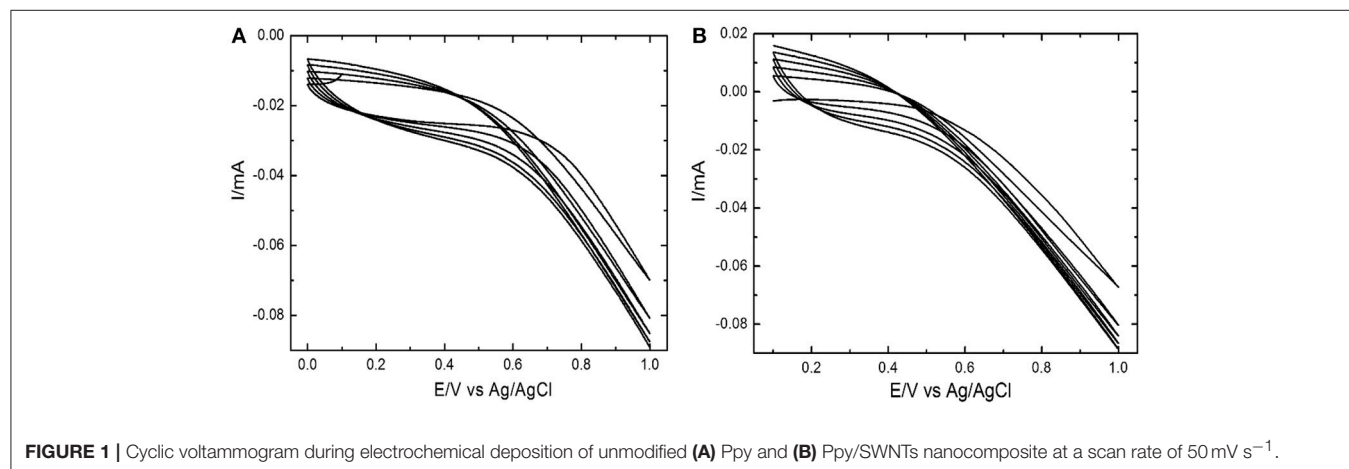 A
0.00
-0.02
-0.04
-0.06
-0.08
I/mA
0.0 0.2 0.4 0.6 0.8 1.0
E/V vs Ag/AgCl
B
0.02
0.00
-0.02
-0.04
-0.06
-0.08
I/mA
0.2 0.4 0.6 0.8 1.0
E/V vs Ag/AgCl
FIGURE 1 | Cyclic voltammogram during electrochemical deposition of unmodified (A) Ppy and (B) Ppy/SWNTs nanocomposite at a scan rate of 50 mV s⁻¹.